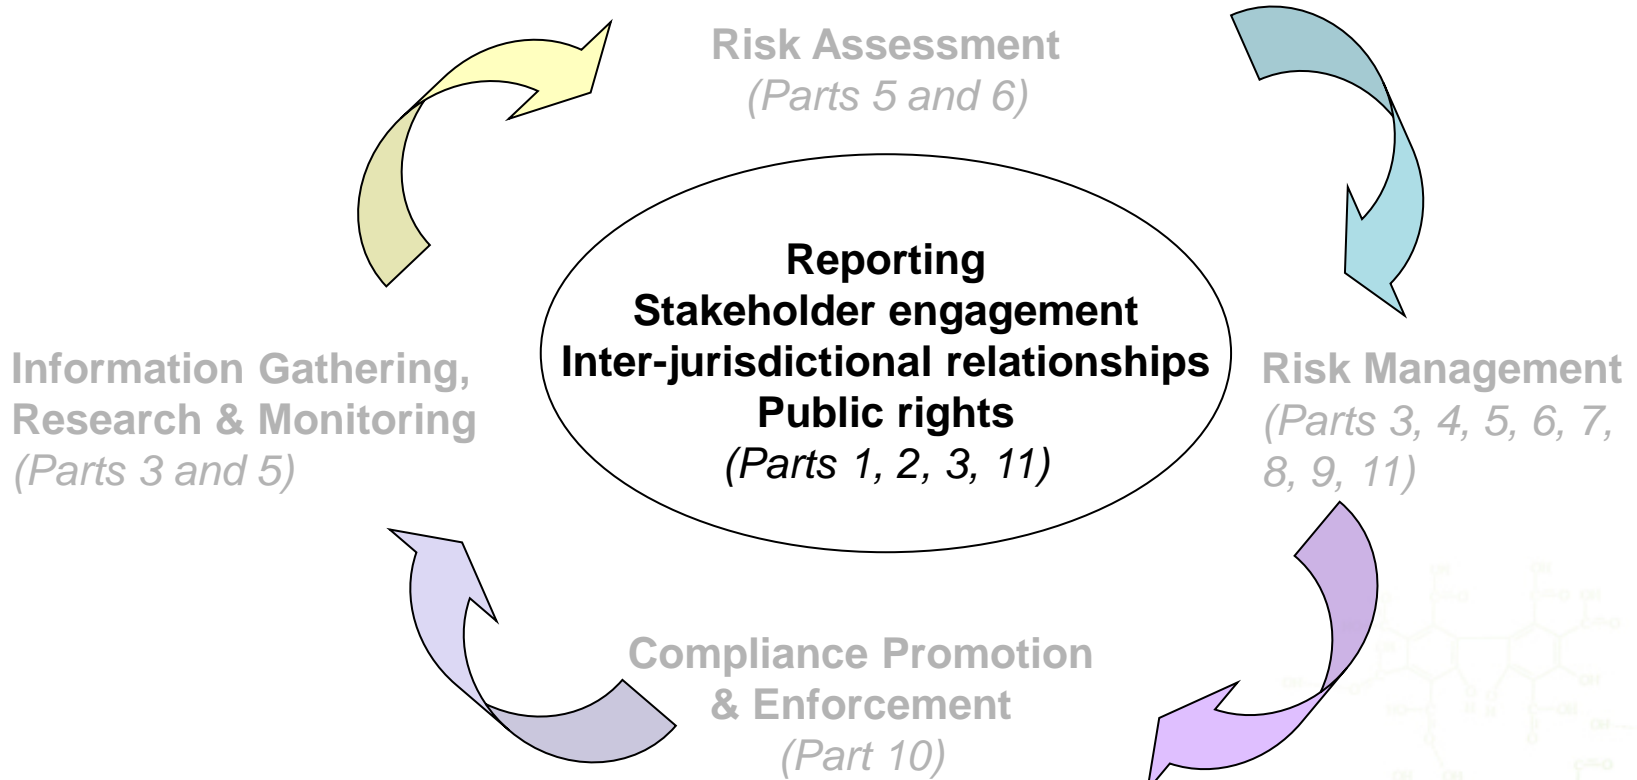 Risk Assessment
(Parts 5 and 6)
Reporting
Stakeholder engagement
Inter-jurisdictional relationships
Public rights
(Parts 1, 2, 3, 11)
Information Gathering,
Research & Monitoring
(Parts 3 and 5)
Risk Management
(Parts 3, 4, 5, 6, 7,
8, 9, 11)
Compliance Promotion
& Enforcement
(Part 10)